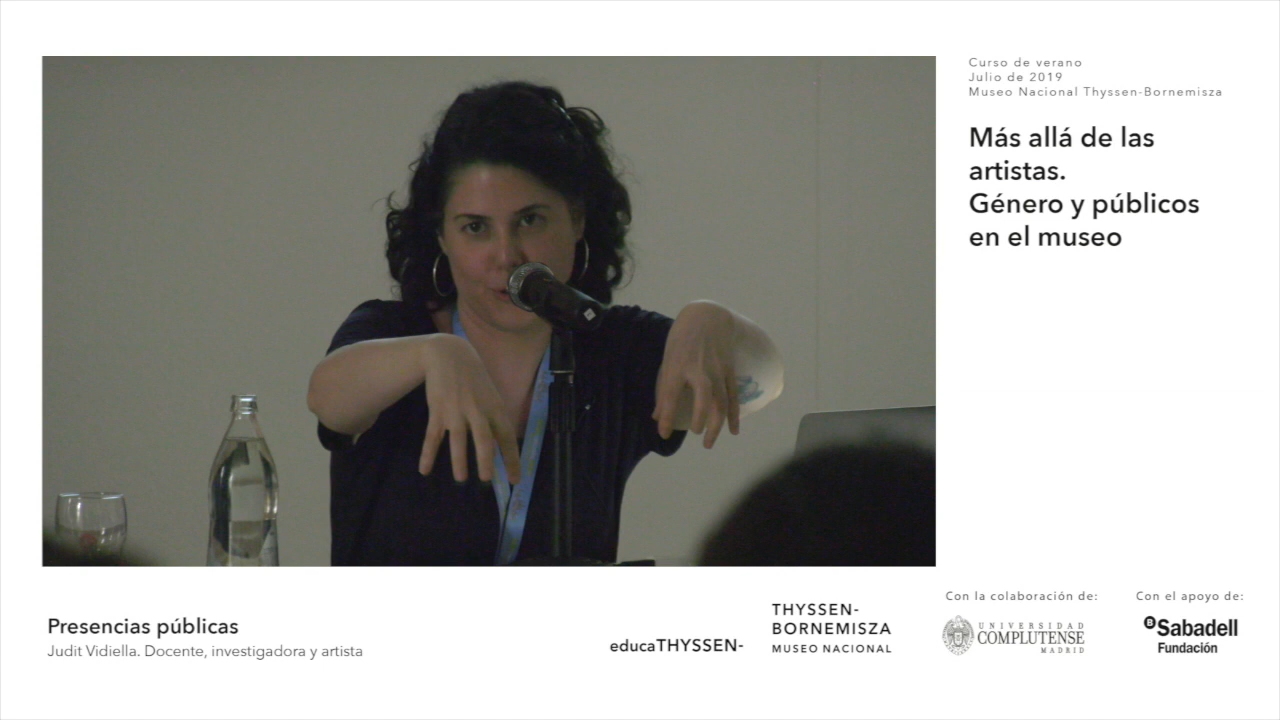 Curso de verano
Julio de 2019
Museo Nacional Thyssen-Bornemisza
Más allá de las
artistas.
Género y públicos
en el museo
Presencias públicas
Judit Vidiella. Docente, investigadora y artista
educaTHYSSEN-
THYSSEN-
BORNEMISZA
MUSEO NACIONAL
Con la colaboración de:
UNIVERSIDAD
COMPLUTENSE
MADRID
Con el apoyo de:
B Sabadell
Fundación